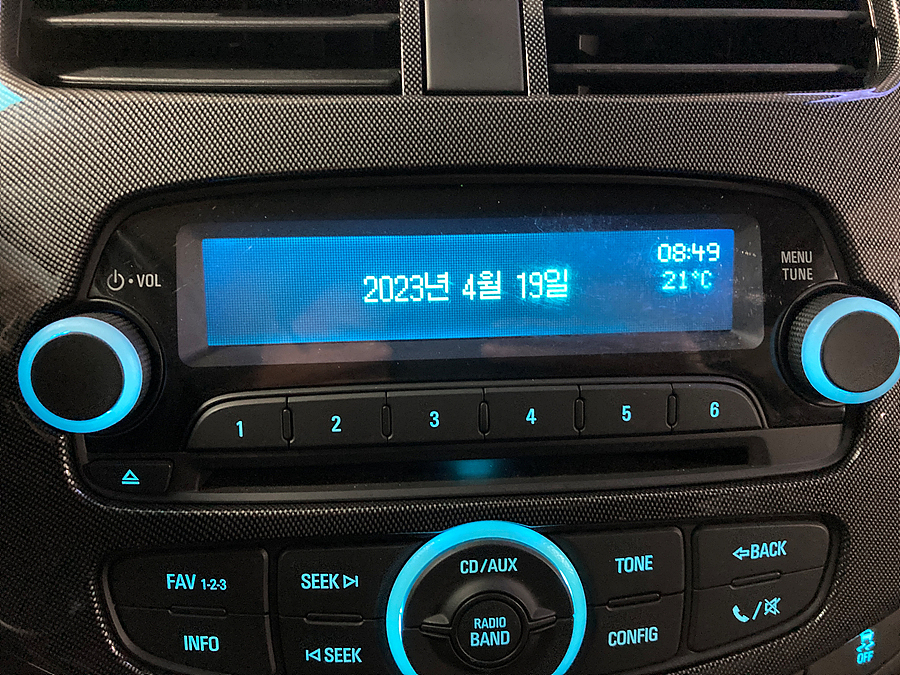 08:49
2023년 4월 19일
21°C
VOL
MENU
TUNE
1 2 3 4 5 6
CD/AUX
TONE
BACK
FAV 1-2-3
SEEK
RADIO
BAND
INFO
SEEK
CONFIG
OFF